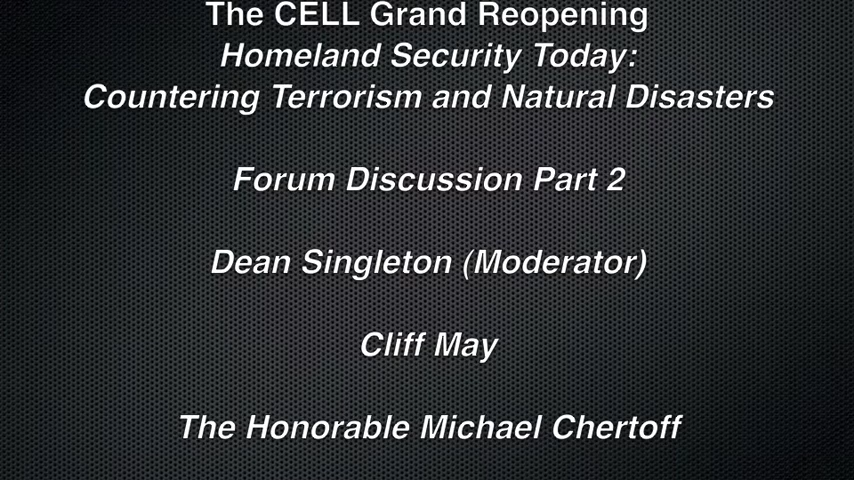 The CELL Grand Reopening
Homeland Security Today:
Countering Terrorism and Natural Disasters
Forum Discussion Part 2
Dean Singleton (Moderator)
Cliff May
The Honorable Michael Chertoff